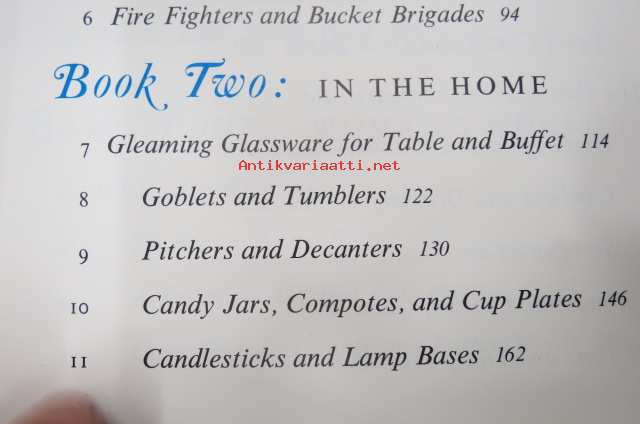 6 Fire Fighters and Bucket Brigades 94
Book Two: IN THE HOME
7 Gleaming Glassware for Table and Buffet 114
Antikvariaatti.net
8 Goblets and Tumblers 122
9 Pitchers and Decanters 130
10 Candy Jars, Compotes, and Cup Plates 146
11 Candlesticks and Lamp Bases 162